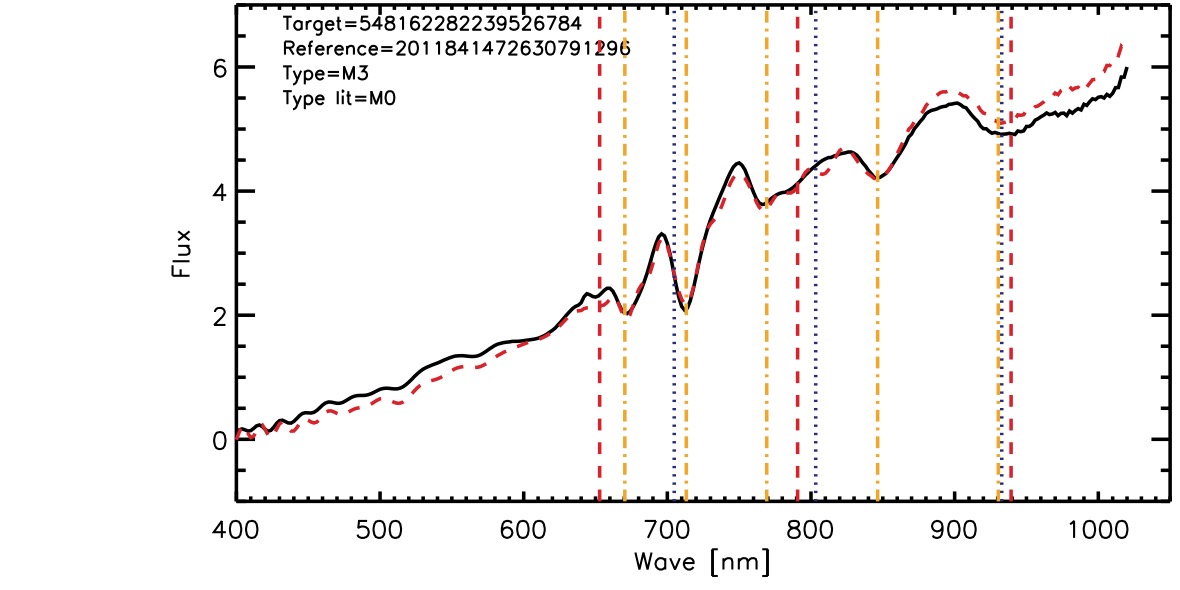 Target=548162282239526784
Reference=2011841472630791296
Type=M3
Type lit=M0
6
4
2
0
Flux
400 500 600 700 800 900 1000
Wave [nm]